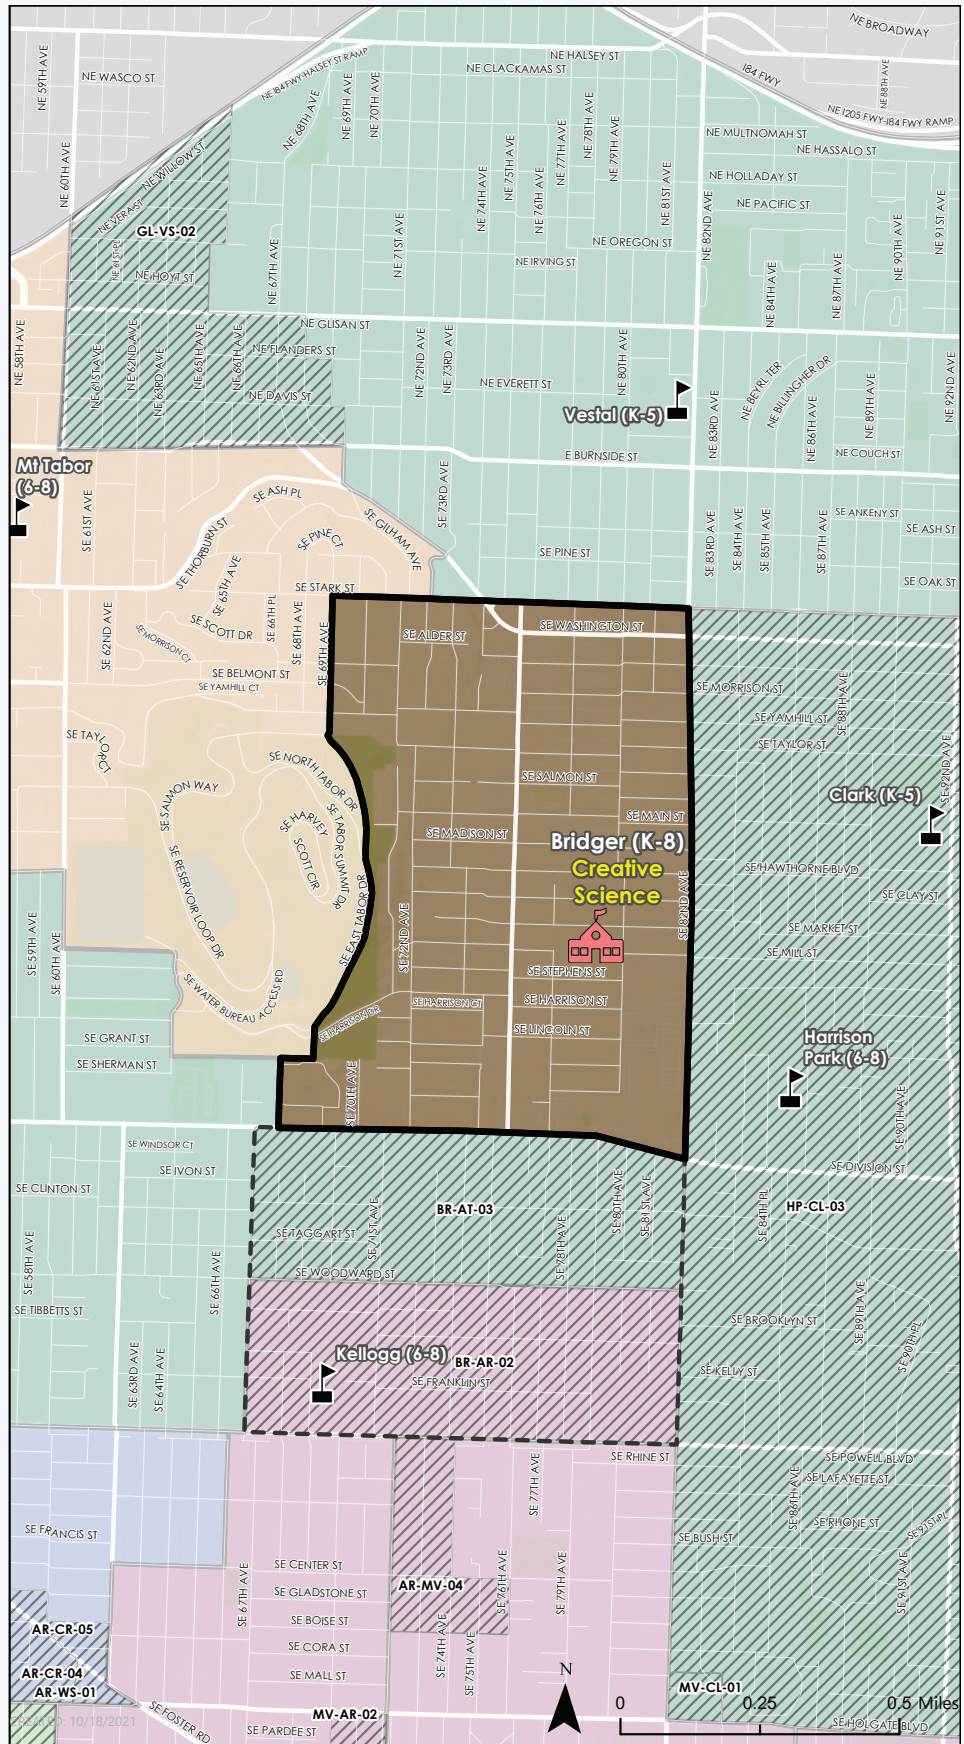 NE BROADWAY
NE HALSEY ST
NE CLACKAMAS ST
NE 59TH AVE
NE WASCO ST
NE I84 FWY-HALSEY ST RAMP
I84 FWY
NE 88TH AVE
NE 68TH AVE
NE 69TH AVE
NE 70TH AVE
NE I205 FWY-I84 FWY RAMP
NE 78TH AVE
NE 77TH AVE
NE 79TH AVE
NE MULTNOMAH ST
NE HASSALO ST
NE 60TH AVE
NE WILLOW ST
NE 75TH AVE
NE 74TH AVE
NE 76TH AVE
NE 81ST AVE
NE HOLLADAY ST
NE PACIFIC ST
NE 82ND AVE
NE VERA ST
GL-VS-02
NE 61ST PL
NE HOYT ST
NE 67TH AVE
NE 71ST AVE
NE OREGON ST
NE IRVING ST
NE 84TH AVE
NE 87TH AVE
NE 90TH AVE
NE 91ST AVE
NE GLISAN ST
NE 58TH AVE
NE 61ST AVE
NE 62ND AVE
NE 63RD AVE
NE 65TH AVE
NE 66TH AVE
NE FLANDERS ST
NE DAVIS ST
NE 72ND AVE
NE 73RD AVE
NE EVERETT ST
NE 80TH AVE
Vestal (K-5)
NE 83RD AVE
NE BEYRL TER
NE BILLINGHER DR
NE 86TH AVE
NE 89TH AVE
NE 92ND AVE
NE COUCH ST
E BURNSIDE ST
Mt Tabor
(6-8)
SE 61ST AVE
SE ASH PL
SE THORBURN ST
SE PINE CT
SE GILHAM AVE
SE 73RD AVE
SE PINE ST
SE 83RD AVE
SE 84TH AVE
SE 85TH AVE
SE 87TH AVE
SE ANKENY ST
SE ASH ST
SE OAK ST
SE STARK ST
SE 65TH AVE
SE 62ND AVE
SE MORRISON CT
SE SCOTT DR
SE 66TH PL
SE 68TH AVE
SE 69TH AVE
SE BELMONT ST
SE YAMHILL CT
SE ALDER ST
SE WASHINGTON ST
SE MORRISON ST
SE YAMHILL ST
SE TAYLOR ST
SE 88TH AVE
SE 92ND AVE
SE TAYLOR CT
SE NORTH TABOR DR
SE SALMON WAY
SE HARVEY
SCOTT CIR
SE TABOR SUMMIT DR
SE RESERVOIR LOOP DR
SE EAST TABOR DR
SE SALMON ST
SE MAIN ST
SE MADISON ST
Bridger (K-8)
Creative
Science
Clark (K-5)
SE HAWTHORNE BLVD
SE CLAY ST
SE MARKET ST
SE MILL ST
SE 82ND AVE
SE 72ND AVE
SE 59TH AVE
SE 60TH AVE
SE WATER BUREAU ACCESS RD
SE STEPHENS ST
SE HARRISON CT
SE HARRISON ST
SE HARRISON DR
SE LINCOLN ST
SE GRANT ST
SE SHERMAN ST
SE 70TH AVE
Harrison
Park (6-8)
SE 90TH AVE
SE WINDSOR CT
SE IVON ST
SE CLINTON ST
SE DIVISION ST
BR-AT-03
HP-CL-03
SE 58TH AVE
SE 66TH AVE
SE TAGGART ST
SE 71ST AVE
SE 78TH AVE
SE 80TH AVE
SE 81ST AVE
SE 84TH PL
SE WOODWARD ST
SE TIBBETTS ST
SE BROOKLYN ST
SE 89TH AVE
SE 90TH PL
SE 63RD AVE
SE 64TH AVE
Kellogg (6-8)
BR-AR-02
SE FRANKLIN ST
SE KELLY ST
SE RHINE ST
SE POWELL BLVD
SE LAFAYETTE ST
SE 77TH AVE
SE 86TH AVE
SE RHONE ST
SE 91ST PL
SE BUSH ST
SE FRANCIS ST
SE 67TH AVE
SE CENTER ST
SE GLADSTONE ST
SE BOISE ST
SE CORA ST
SE MALL ST
AR-MV-04
SE 76TH AVE
SE 79TH AVE
SE 91ST AVE
SE 74TH AVE
SE 75TH AVE
AR-CR-05
AR-CR-04
AR-WS-01
SE FOSTER RD
MV-AR-02
SE PARDEE ST
MV-CL-01
SE HOLGATE BLVD
N
0 0.25 0.5 Miles
CREATED: 10/18/2021